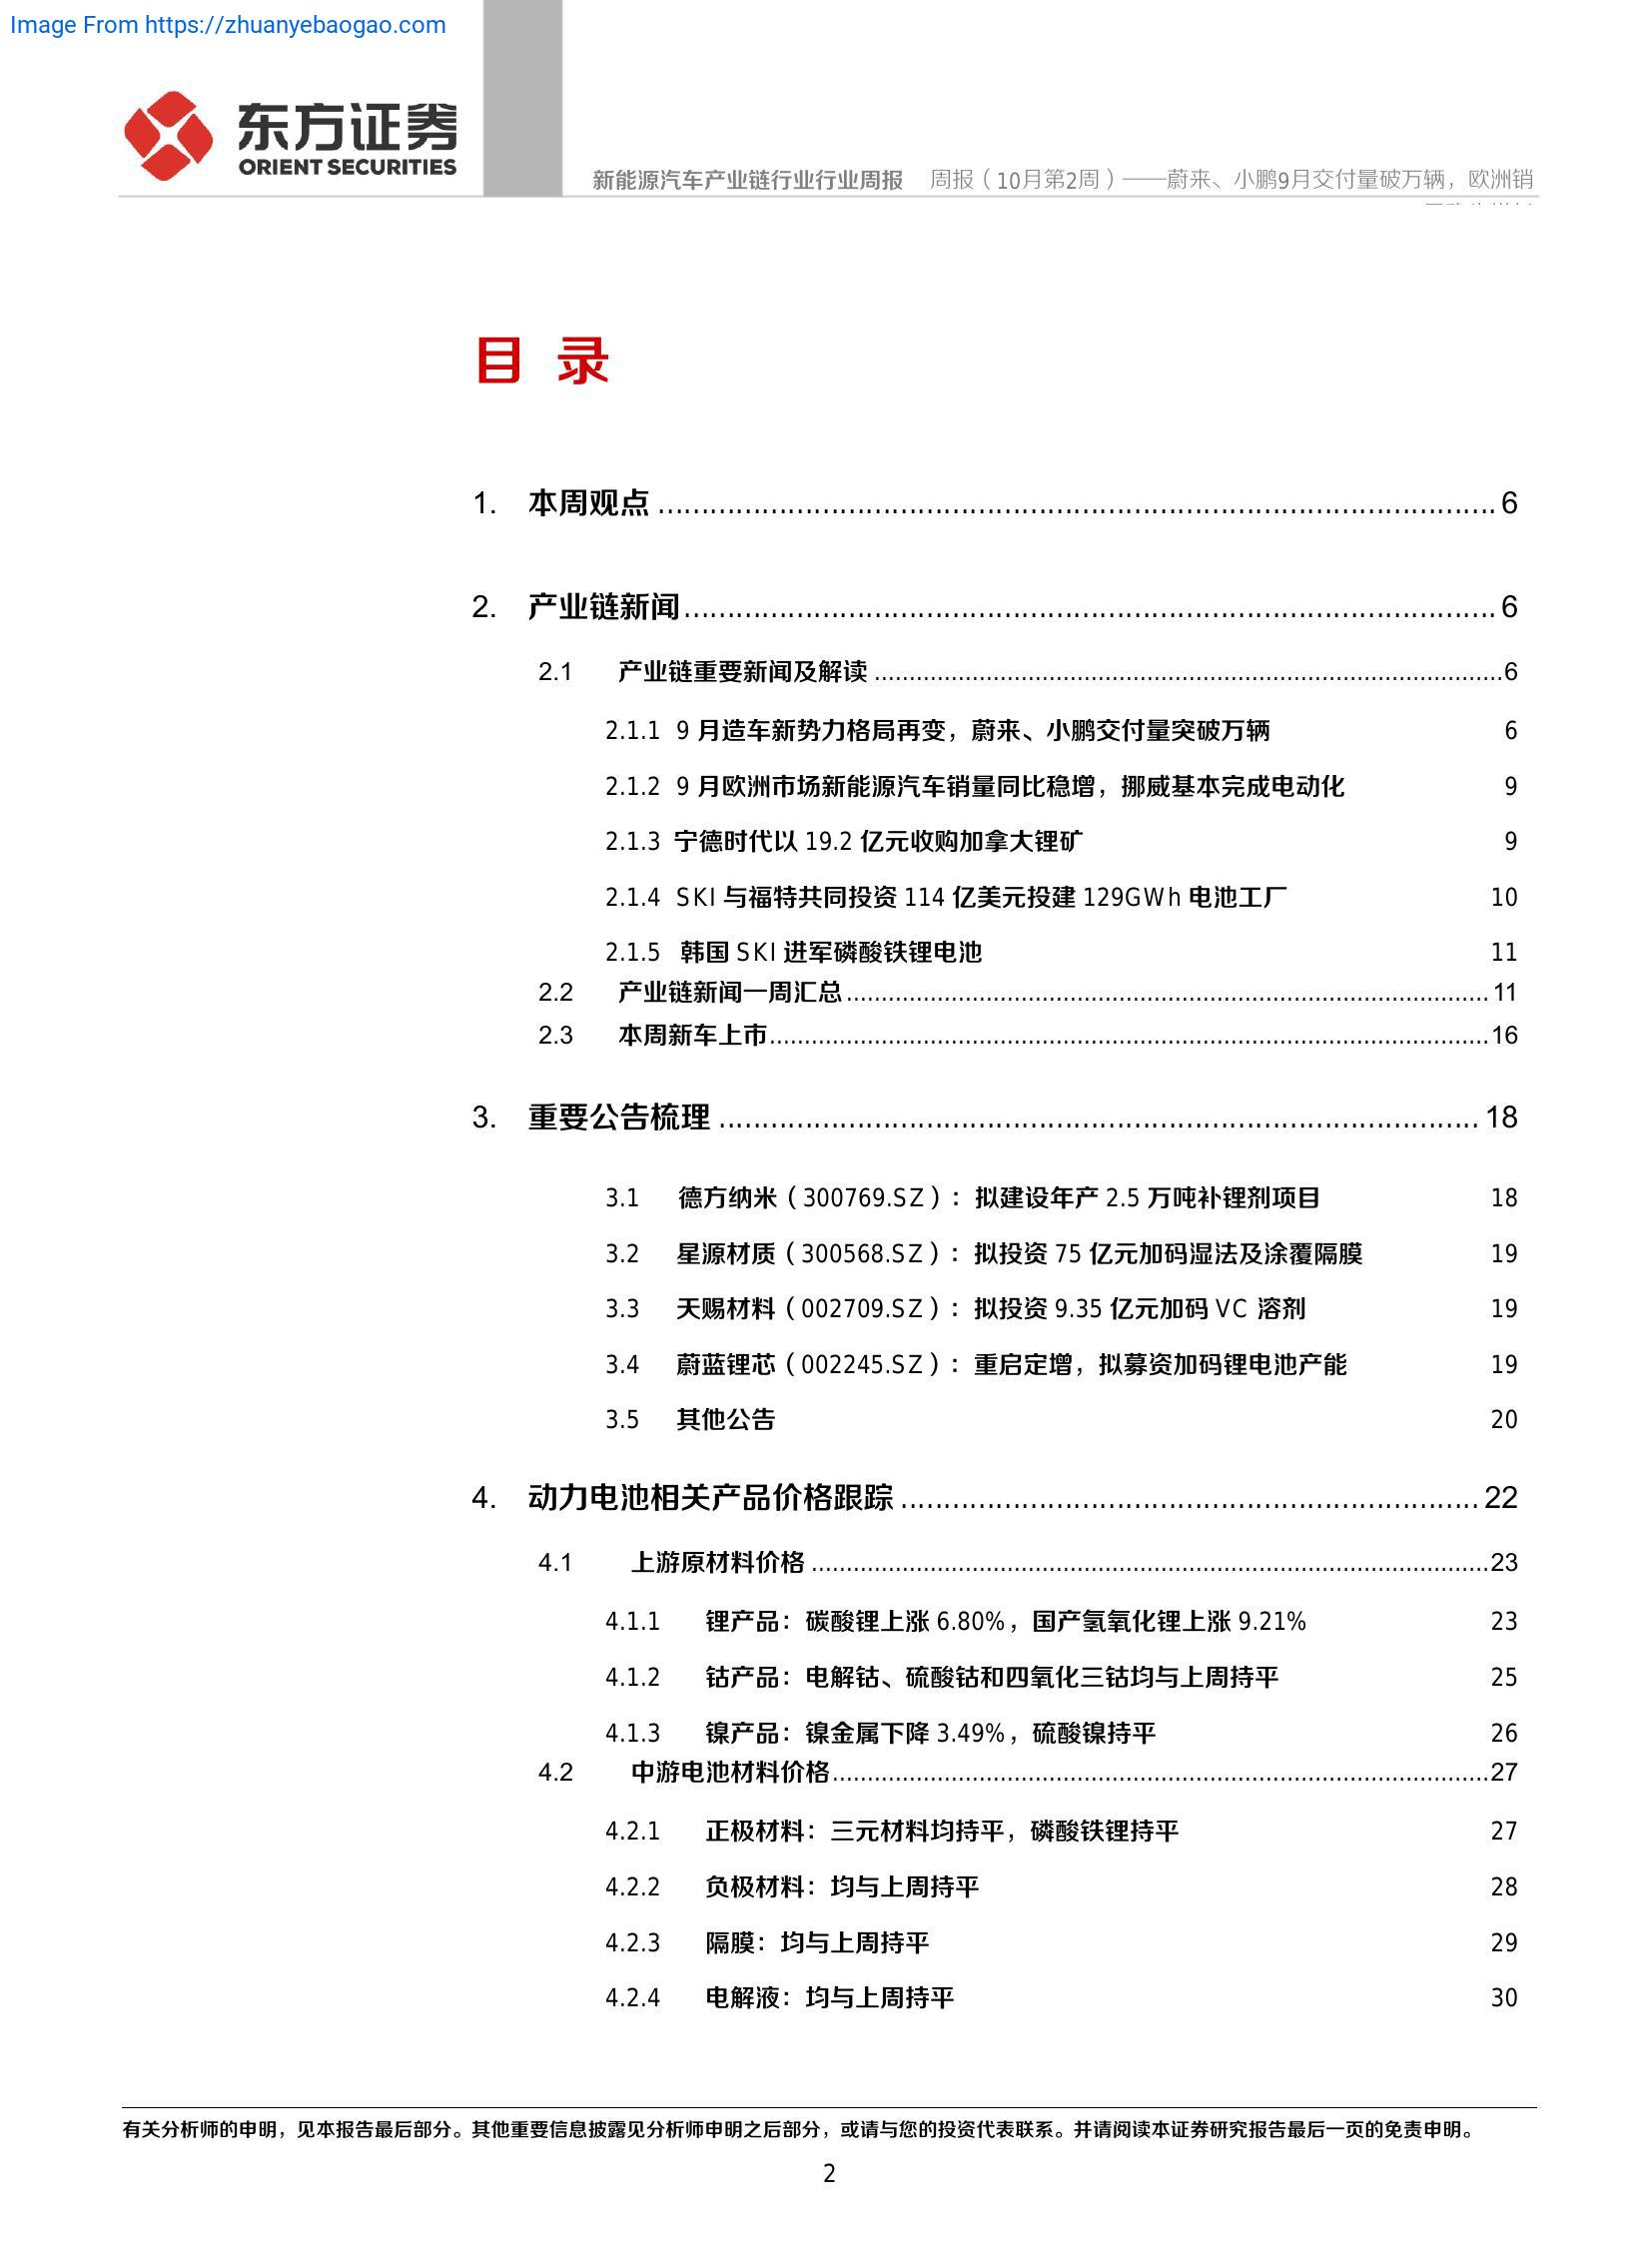 Image From https://zhuanyebaogao.com
东方证券
ORIENT SECURITIES
新能源汽车产业链行业行业周报 周报（10月第2周）——蔚来、小鹏9月交付量破万辆，欧洲销
目 录
1. 本周观点 ........................................ 6
2. 产业链新闻 ........................................ 6
2.1 产业链重要新闻及解读 ........................................ 6
2.1.1 9 月造车新势力格局再变，蔚来、小鹏交付量突破万辆 6
2.1.2 9 月欧洲市场新能源汽车销量同比稳增，挪威基本完成电动化 9
2.1.3 宁德时代以 19.2 亿元收购加拿大锂矿 9
2.1.4 SKI 与福特共同投资 114 亿美元投建 129GWh 电池工厂 10
2.1.5 韩国 SKI 进军磷酸铁锂电池 11
2.2 产业链新闻一周汇总 ........................................ 11
2.3 本周新车上市 ........................................ 16
3. 重要公告梳理 ........................................ 18
3.1 德方纳米（300769.SZ）：拟建设年产 2.5 万吨补锂剂项目 18
3.2 星源材质（300568.SZ）：拟投资 75 亿元加码湿法及涂覆隔膜 19
3.3 天赐材料（002709.SZ）：拟投资 9.35 亿元加码 VC 溶剂 19
3.4 蔚蓝锂芯（002245.SZ）：重启定增，拟募资加码锂电池产能 19
3.5 其他公告 20
4. 动力电池相关产品价格跟踪 ........................................ 22
4.1 上游原材料价格 ........................................ 23
4.1.1 锂产品：碳酸锂上涨 6.80%，国产氢氧化锂上涨 9.21% 23
4.1.2 钴产品：电解钴、硫酸钴和四氧化三钴均与上周持平 25
4.1.3 镍产品：镍金属下降 3.49%，硫酸镍持平 26
4.2 中游电池材料价格 ........................................ 27
4.2.1 正极材料：三元材料均持平，磷酸铁锂持平 27
4.2.2 负极材料：均与上周持平 28
4.2.3 隔膜：均与上周持平 29
4.2.4 电解液：均与上周持平 30
有关分析师的申明，见本报告最后部分。其他重要信息披露见分析师申明之后部分，或请与您的投资代表联系。并请阅读本证券研究报告最后一页的免责申明。
2